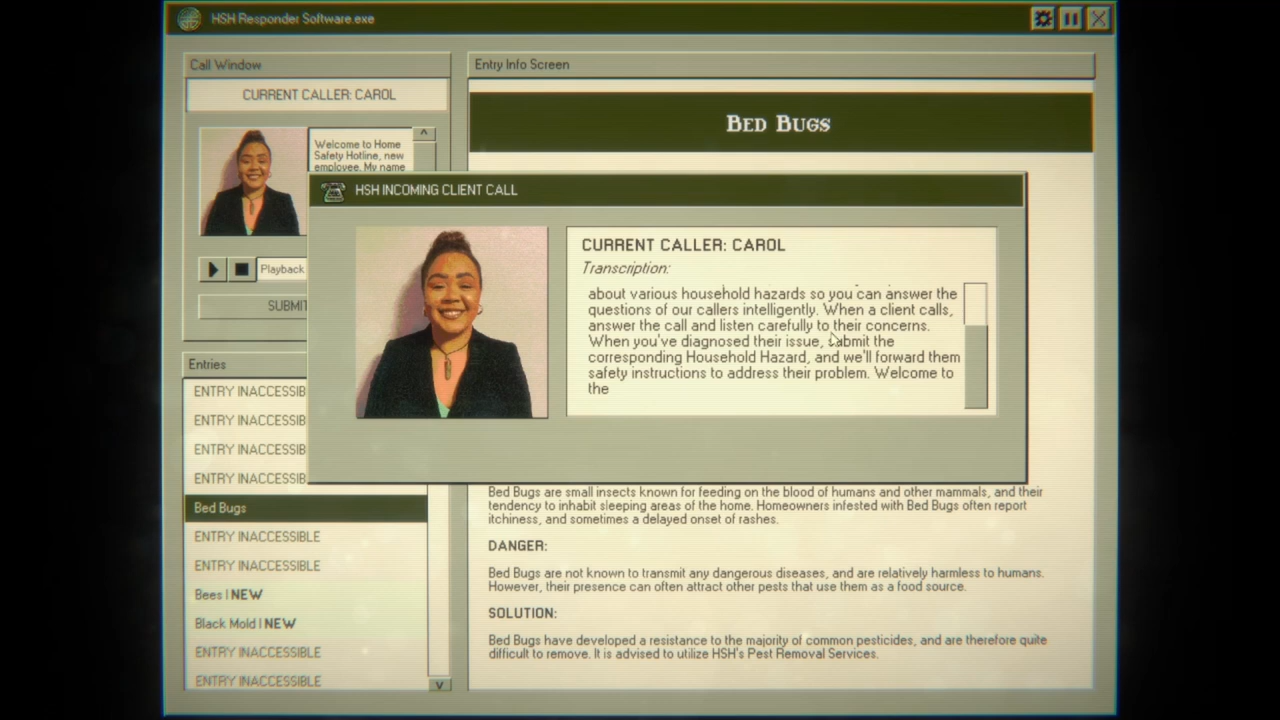 HSH Responder Software.exe
Call Window
CURRENT CALLER: CAROL
Welcome to Home
Safety Hotline, new
employee. My name
Playback
SUBMIT
Entries
ENTRY INACCESSIB
ENTRY INACCESSIB
ENTRY INACCESSIB
ENTRY INACCESSIB
Bed Bugs
ENTRY INACCESSIBLE
ENTRY INACCESSIBLE
Bees | NEW
Black Mold | NEW
ENTRY INACCESSIBLE
ENTRY INACCESSIBLE
Entry Info Screen
BED BUGS
HSH INCOMING CLIENT CALL
CURRENT CALLER: CAROL
Transcription:
about various household hazards so you can answer the
questions of our callers intelligently. When a client calls,
answer the call and listen carefully to their concerns.
When you've diagnosed their issue, submit the
corresponding Household Hazard, and we'll forward them
safety instructions to address their problem. Welcome to
the
Bed Bugs are small insects known for feeding on the blood of humans and other mammals, and their
tendency to inhabit sleeping areas of the home. Homeowners infested with Bed Bugs often report
itchiness, and sometimes a delayed onset of rashes.
DANGER:
Bed Bugs are not known to transmit any dangerous diseases, and are relatively harmless to humans.
However, their presence can often attract other pests that use them as a food source.
SOLUTION:
Bed Bugs have developed a resistance to the majority of common pesticides, and are therefore quite
difficult to remove. It is advised to utilize HSH's Pest Removal Services.